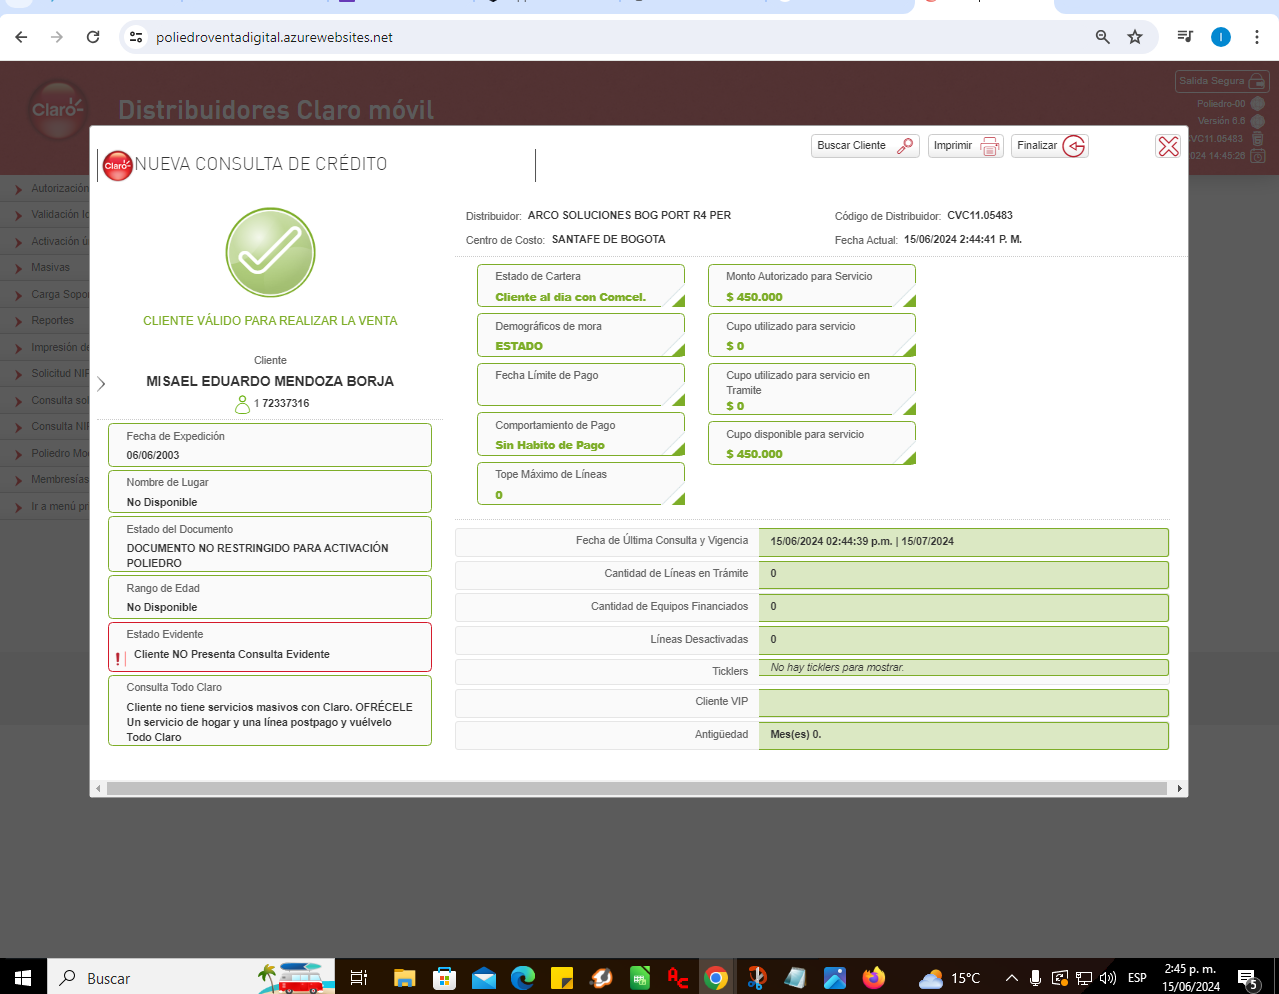 poliedroventadigital.azurewebsites.net
I
Salida Segura
Claro
Distribuidores Claro móvil
Poliedro-00
Versión 6.6
VC11.05483
024 14:45:26
Buscar Cliente
Imprimir
Finalizar
Claro
NUEVA CONSULTA DE CRÉDITO
Autorización
Validación Id
Activación ú
Masivas
Carga Sopo
Reportes
Impresión de
Solicitud NIP
Consulta sol
Consulta NIP
Poliedro Mo
Membresías
Ir a menú pr
CLIENTE VÁLIDO PARA REALIZAR LA VENTA
Cliente
MISAEL EDUARDO MENDOZA BORJA
1 72337316
Fecha de Expedición
06/06/2003
Nombre de Lugar
No Disponible
Estado del Documento
DOCUMENTO NO RESTRINGIDO PARA ACTIVACIÓN
POLIEDRO
Rango de Edad
No Disponible
Estado Evidente
! Cliente NO Presenta Consulta Evidente
Consulta Todo Claro
Cliente no tiene servicios masivos con Claro. OFRÉCELE
Un servicio de hogar y una línea postpago y vuélvelo
Todo Claro
Distribuidor: ARCO SOLUCIONES BOG PORT R4 PER
Código de Distribuidor: CVC11.05483
Centro de Costo: SANTAFE DE BOGOTA
Fecha Actual: 15/06/2024 2:44:41 P. M.
Estado de Cartera
Cliente al dia con Comcel.
Demográficos de mora
ESTADO
Fecha Límite de Pago
Comportamiento de Pago
Sin Habito de Pago
Tope Máximo de Líneas
0
Monto Autorizado para Servicio
$ 450.000
Cupo utilizado para servicio
$ 0
Cupo utilizado para servicio en
Tramite
$ 0
Cupo disponible para servicio
$ 450.000
Fecha de Última Consulta y Vigencia 15/06/2024 02:44:39 p.m. | 15/07/2024
Cantidad de Líneas en Trámite 0
Cantidad de Equipos Financiados 0
Líneas Desactivadas 0
Ticklers No hay ticklers para mostrar.
Cliente VIP
Antigüedad Mes(es) 0.
Buscar
15°C
ESP
2:45 p. m.
15/06/2024
5